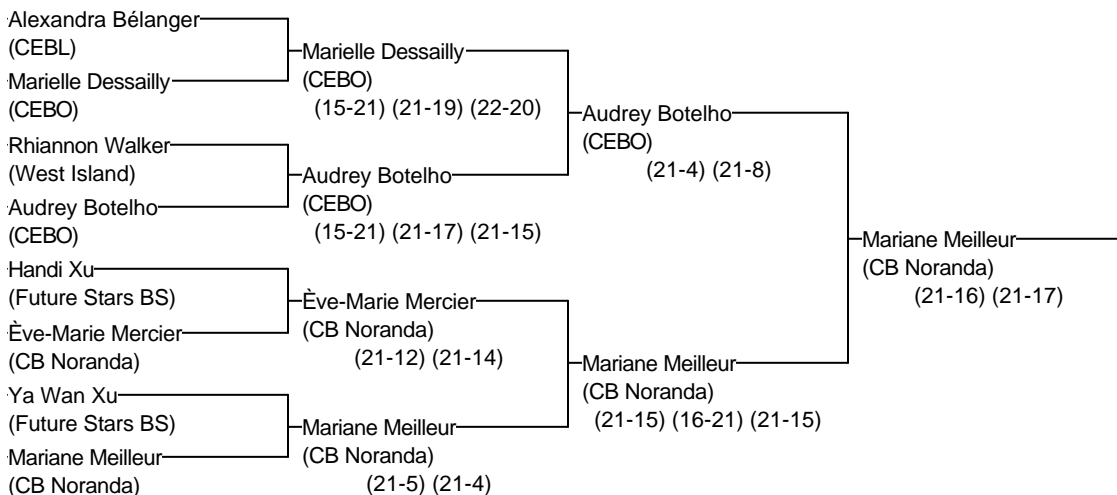 Alexandra Bélanger
(CEBL)
Marielle Dessailly
(CEBO)
Rhiannon Walker
(West Island)
Audrey Botelho
(CEBO)
Handi Xu
(Future Stars BS)
Ève-Marie Mercier
(CB Noranda)
Ya Wan Xu
(Future Stars BS)
Mariane Meilleur
(CB Noranda)
Marielle Dessailly
(CEBO)
(15-21) (21-19) (22-20)
Audrey Botelho
(CEBO)
(15-21) (21-17) (21-15)
Ève-Marie Mercier
(CB Noranda)
(21-12) (21-14)
Mariane Meilleur
(CB Noranda)
(21-5) (21-4)
Audrey Botelho
(CEBO)
(21-4) (21-8)
Mariane Meilleur
(CB Noranda)
(21-15) (16-21) (21-15)
Mariane Meilleur
(CB Noranda)
(21-16) (21-17)